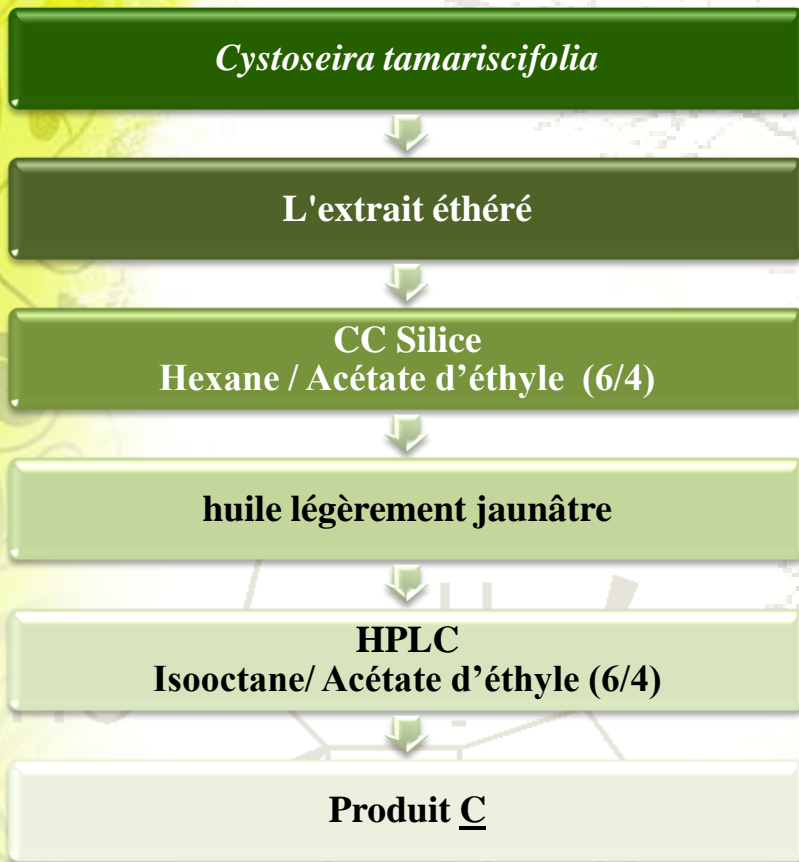 Cystoseira tamariscifolia
L'extrait éthéré
CC Silice
Hexane / Acétate d’éthyle (6/4)
huile légèrement jaunâtre
HPLC
Isooctane/ Acétate d’éthyle (6/4)
Produit C